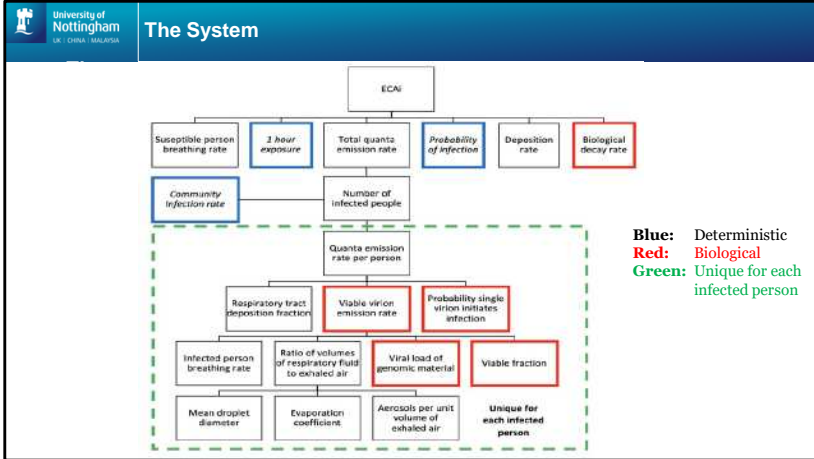 University of
Nottingham
UK | CHINA | MALAYSIA
The System
ECAi
Suseptible person
breathing rate
1 hour
exposure
Total quanta
emission rate
Probability
of infection
Deposition
rate
Biological
decay rate
Community
infection rate
Number of
infected people
Quanta emission
rate per person
Respiratory tract
deposition fraction
Viable virion
emission rate
Probability single
virion initiates
infection
Infected person
breathing rate
Ratio of volumes
of respiratory fluid
to exhaled air
Viral load of
genomic material
Viable fraction
Mean droplet
diameter
Evaporation
coefficient
Aerosols per unit
volume of
exhaled air
Unique for
each infected
person
Blue: Deterministic
Red: Biological
Green: Unique for each
infected person